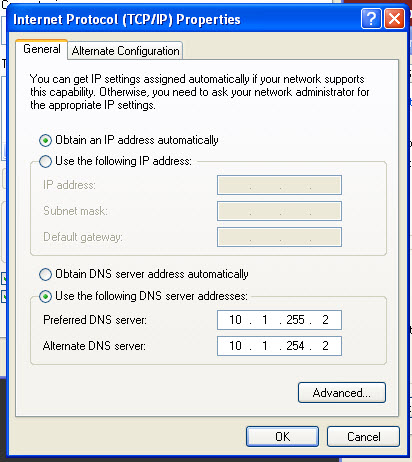 Internet Protocol (TCP/IP) Properties
General
Alternate Configuration
You can get IP settings assigned automatically if your network supports
this capability. Otherwise, you need to ask your network administrator for
the appropriate IP settings.
Obtain an IP address automatically
Use the following IP address:
IP address:
Subnet mask:
Default gateway:
Obtain DNS server address automatically
Use the following DNS server addresses:
Preferred DNS server: 10 . 1 . 255 . 2
Alternate DNS server: 10 . 1 . 254 . 2
Advanced...
OK
Cancel